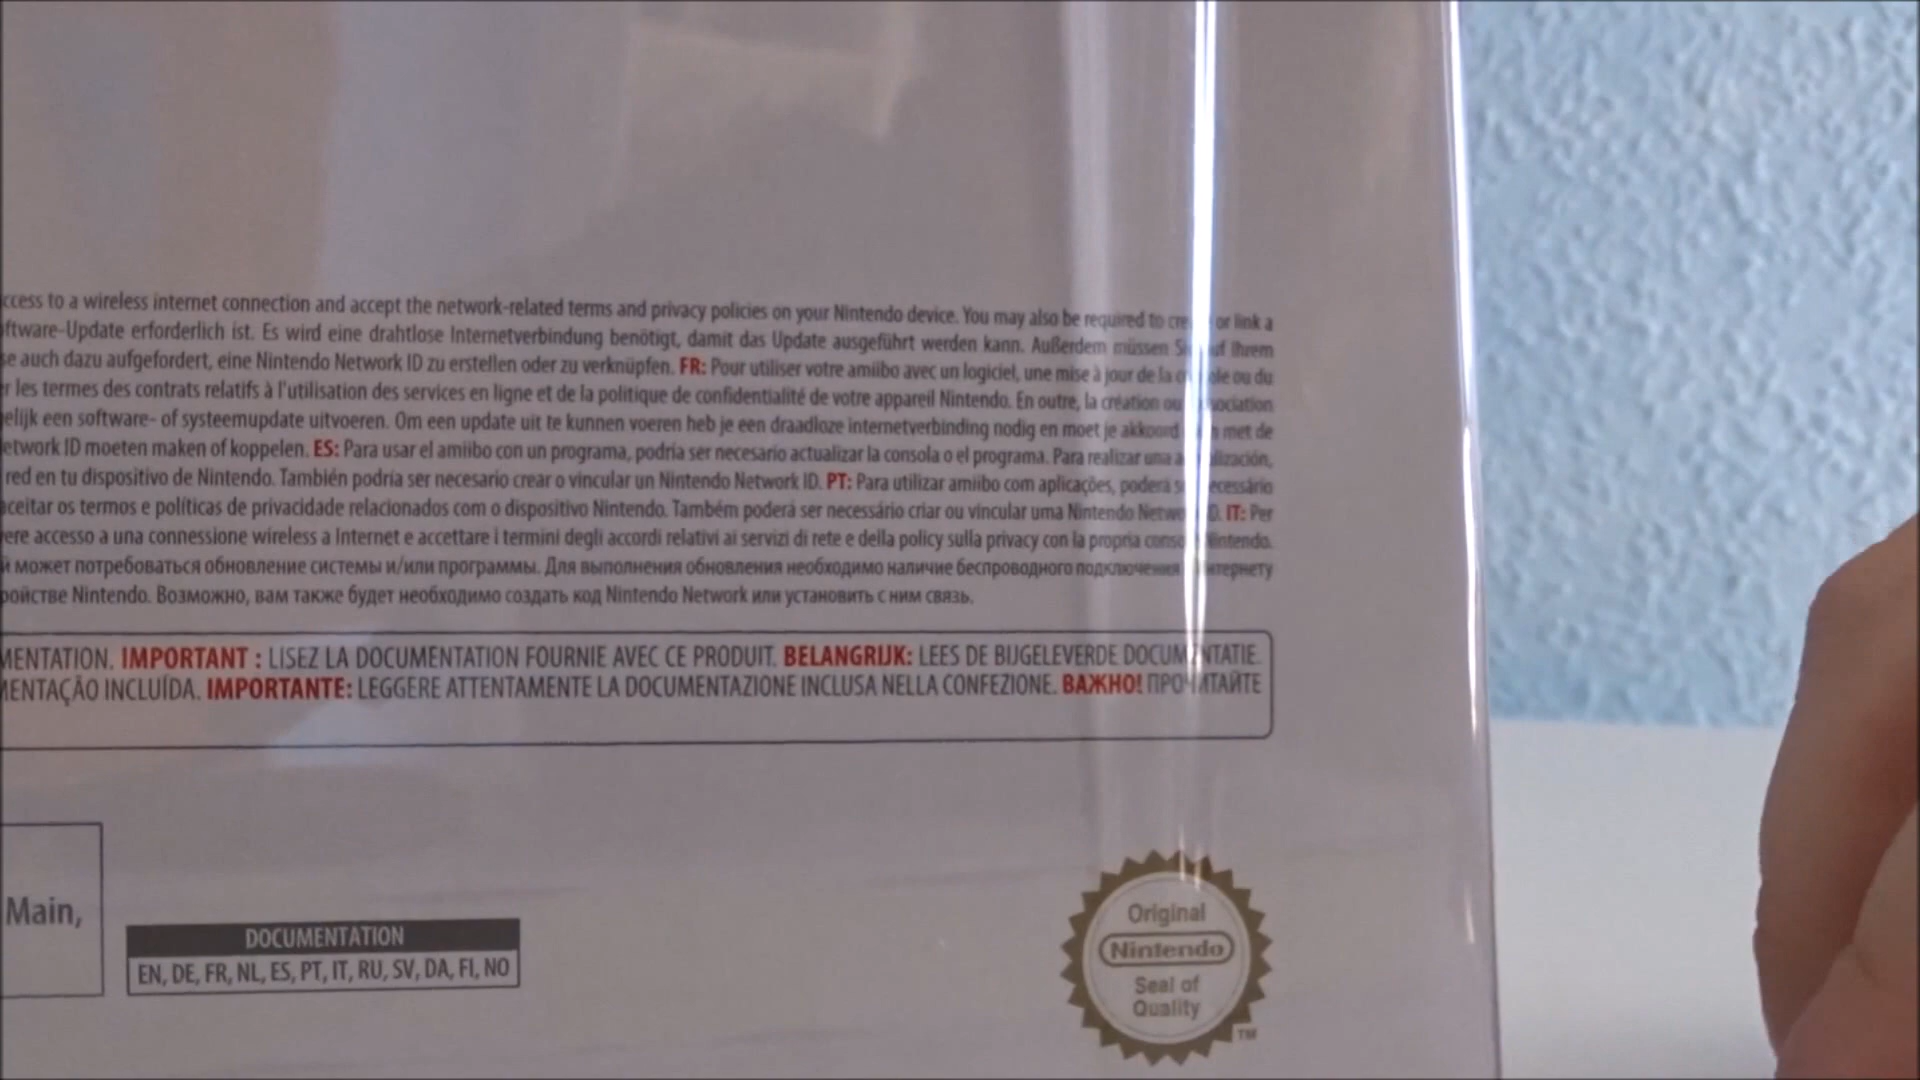 ccess to a wireless internet connection and accept the network-related terms and privacy policies on your Nintendo device. You may also be required to or link a
ftware-Update erforderlich ist. Es wird eine drahtlose Internetverbindung benötigt, damit das Update ausgeführt werden kann. Außerdem müssen Ihrem
se auch dazu aufgefordert, eine Nintendo Network ID zu erstellen oder zu verknüpfen. FR: Pour utiliser votre amiibo avec un logiciel, une mise à jour de la ou du
r les termes des contrats relatifs à l'utilisation des services en ligne et de la politique de confidentialité de votre appareil Nintendo. En outre, la création ou
elijk een software- of systeemupdate uitvoeren. Om een update uit te kunnen voeren heb je een draadloze internetverbinding nodig en moet je akkoord met de
etwork ID moeten maken of koppelen. ES: Para usar el amiibo con un programa, podría ser necesario actualizar la consola o el programa. Para realizar una
red en tu dispositivo de Nintendo. También podría ser necesario crear o vincular un Nintendo Network ID. PT: Para utilizar amiibo com aplicações, poderá
aceitar os termos e políticas de privacidade relacionados com o dispositivo Nintendo. Também poderá ser necessário criar ou vincular uma Nintendo IT: Per
ere accesso a una connessione wireless a Internet e accettare i termini degli accordi relativi ai servizi di rete e della policy sulla privacy con la propria Nintendo.
й может потребоваться обновление системы и/или программы. Для выполнения обновления необходимо наличие беспроводного подключения
ройстве Nintendo. Возможно, вам также будет необходимо создать код Nintendo Network или установить с ним связь.
MENTATION. IMPORTANT : LISEZ LA DOCUMENTATION FOURNIE AVEC CE PRODUIT. BELANGRIJK: LEES DE BIJGELEVERDE DOCUMENTATIE.
MENTAÇÃO INCLUÍDA. IMPORTANTE: LEGGERE ATTENTAMENTE LA DOCUMENTAZIONE INCLUSA NELLA CONFEZIONE. ВАЖНО! ПРОЧИТАЙТЕ
Main,
DOCUMENTATION
EN, DE, FR, NL, ES, PT, IT, RU, SV, DA, FI, NO
Original
Nintendo
Seal of
Quality
TM